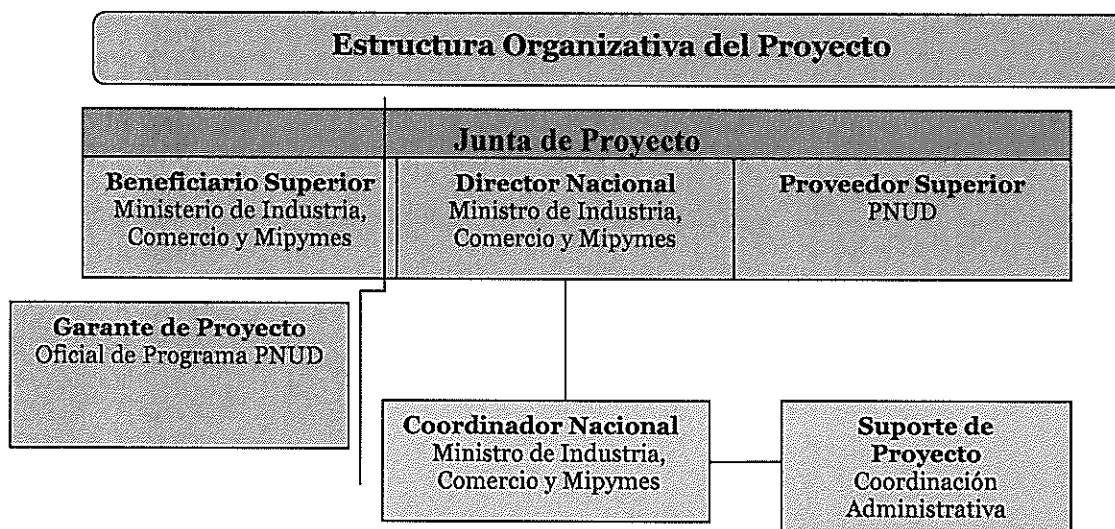 Estructura Organizativa del Proyecto
Junta de Proyecto
Beneficiario Superior
Ministerio de Industria,
Comercio y Mipymes
Director Nacional
Ministro de Industria,
Comercio y Mipymes
Proveedor Superior
PNUD
Garante de Proyecto
Oficial de Programa PNUD
Coordinador Nacional
Ministro de Industria,
Comercio y Mipymes
Suporte de
Proyecto
Coordinación
Administrativa